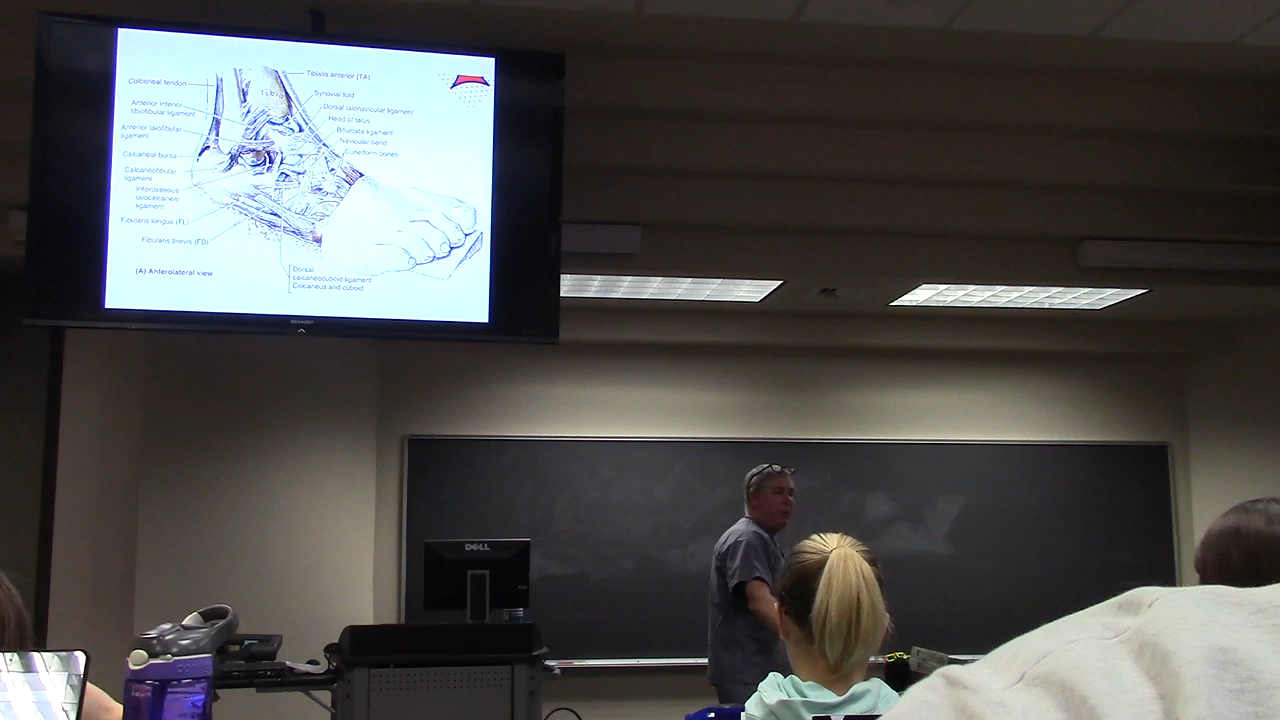 Tibialis anterior (TA)
Calcaneal tendon
Tibia
Synovial fold
Anterior inferior
tibiofibular ligament
Dorsal talonavicular ligament
Head of talus
Anterior talofibular
ligament
Bifurcate ligament
Navicular band
Calcaneal bursa
Cuneiform bones
Calcaneofibular
ligament
Interosseous
talocalcaneal
ligament
Fibularis longus (FL)
Fibularis brevis (FB)
(A) Anterolateral view
Dorsal
calcaneocuboid ligament
Calcaneus and cuboid
SHARP
DELL